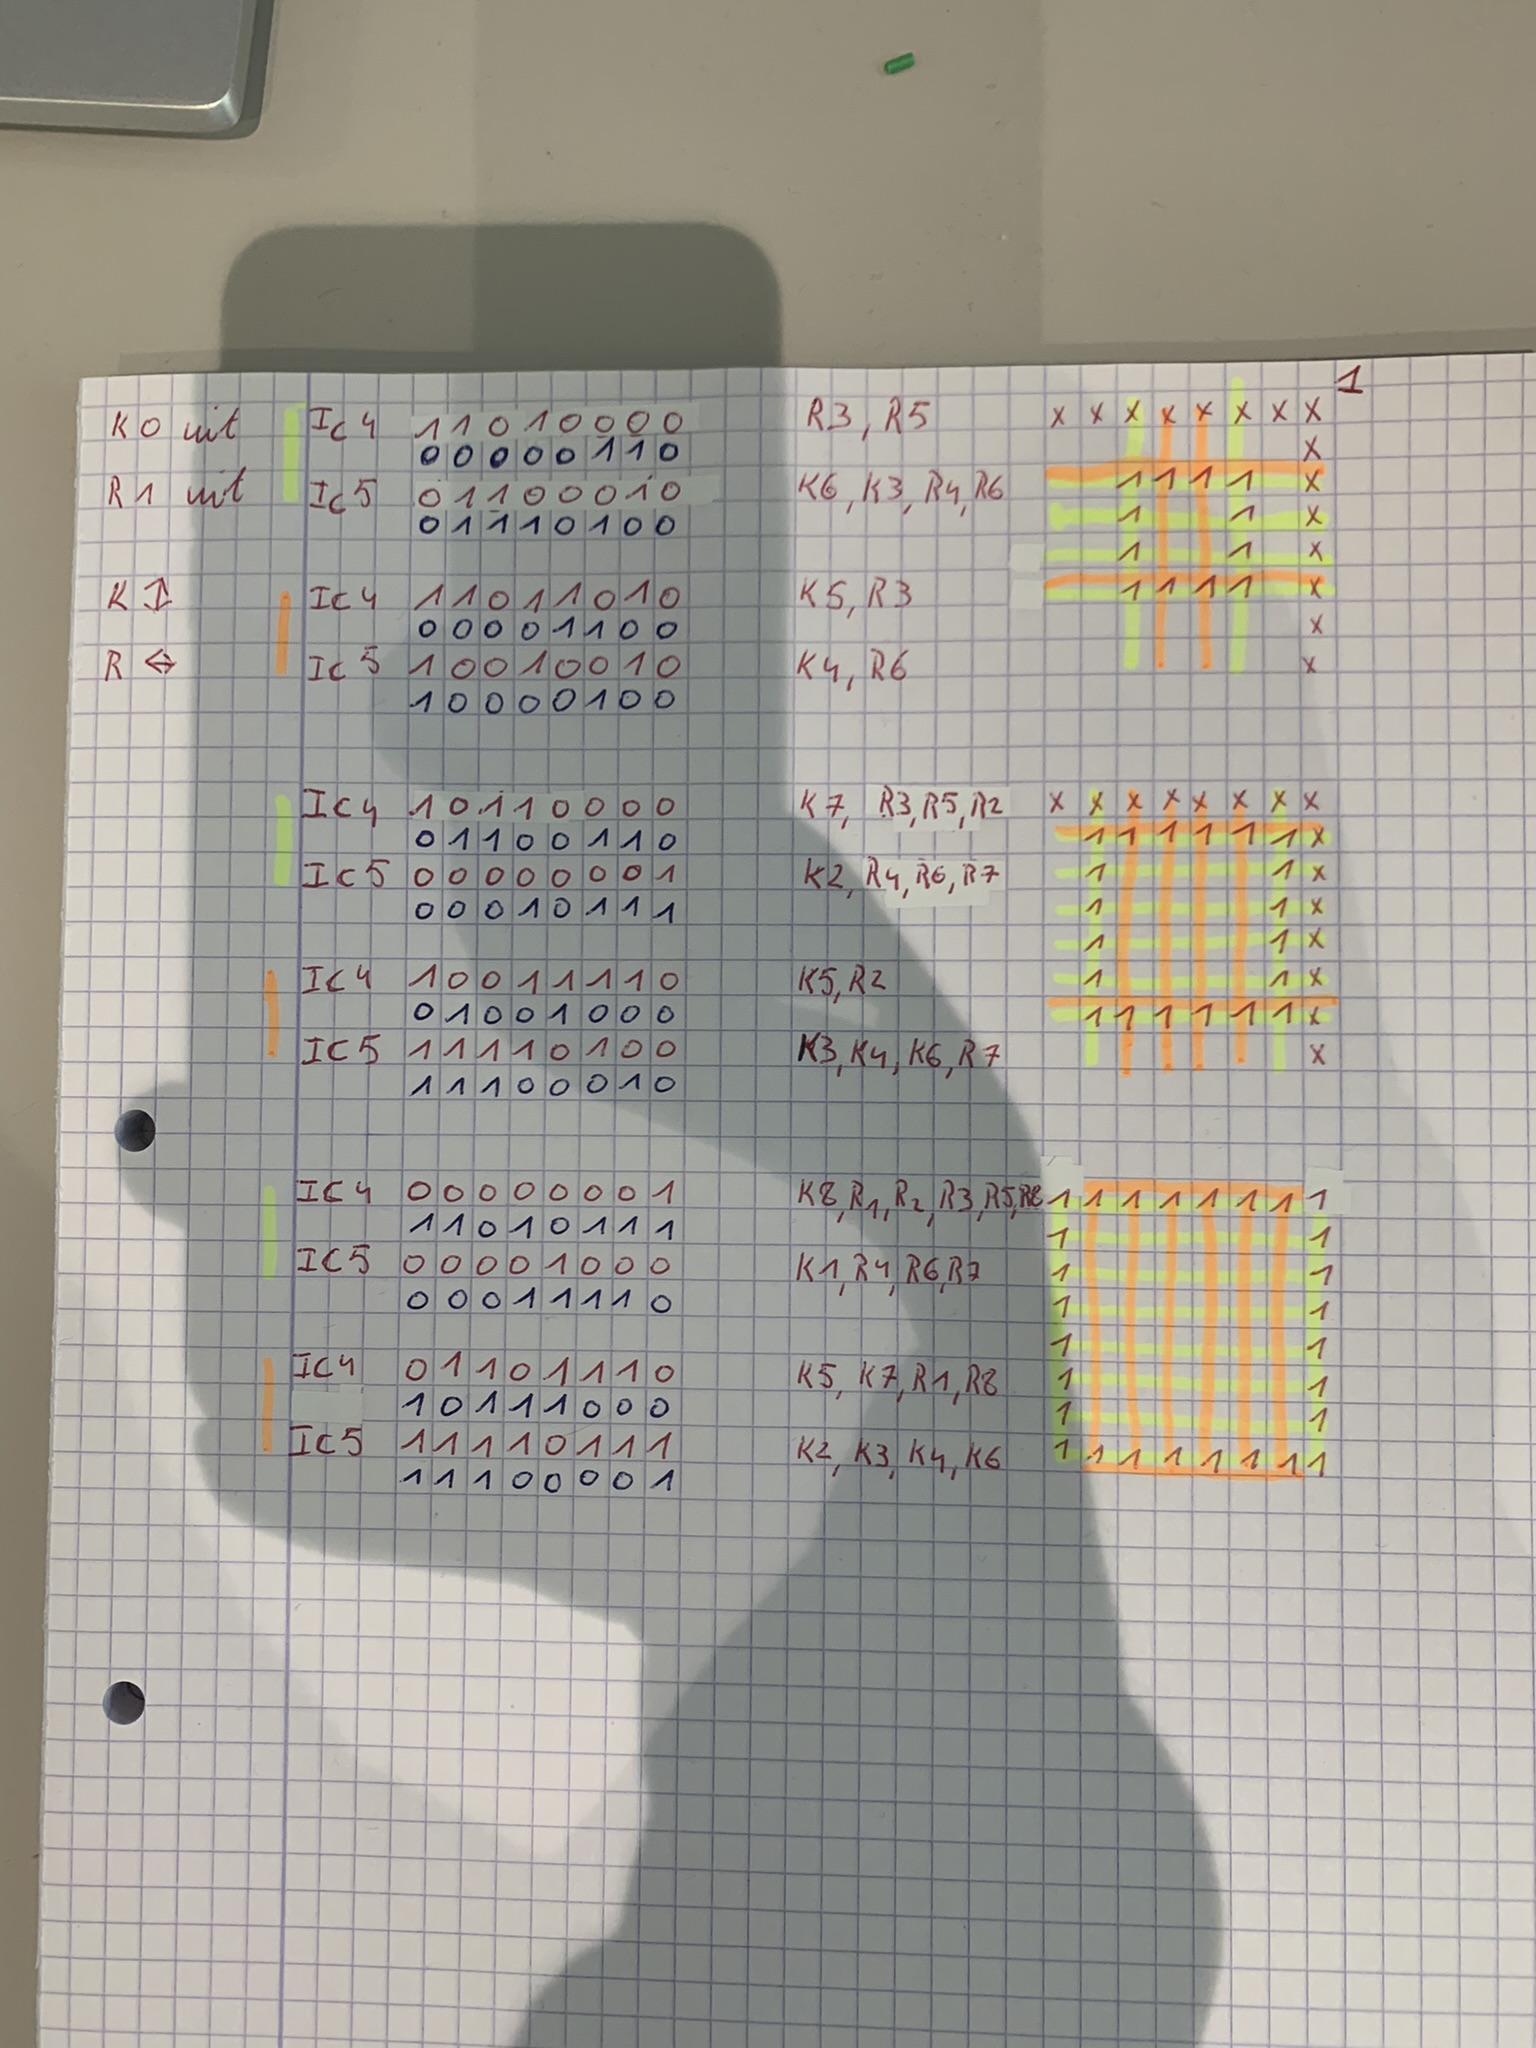 1
K 0 uit Ic4 11010000 R3, R5 x x x x x x x x
00000110 x
R 1 uit Ic5 01100010 K6, K3, R4, R6 1 1 1 1 x
01110100 1 1 x
1 1 x
K ↕ Ic4 11011010 K5, R3 1 1 1 1 x
00001100 x
R ⇔ Ic5 10010010 K4, R6 x
10000100
Ic4 10110000 K7, R3, R5, R2 x x x x x x x x
01100110 1 1 1 1 1 1 x
Ic5 00000001 K2, R4, R6, R7 1 1 x
00010111 1 1 x
1 1 x
Ic4 10011110 K5, R2 1 1 x
01001000 1 1 1 1 1 1 x
Ic5 11110100 K3, K4, K6, R7 x
11100010
Ic4 00000001 K8, R1, R2, R3, R5, R8 1 1 1 1 1 1 1 1
11010111 1 1
Ic5 00001000 K1, R4, R6, R7 1 1
00011110 1 1
1 1
Ic4 01101110 K5, K7, R1, R8 1 1
10111000 1 1
Ic5 11110111 K2, K3, K4, K6 1 1 1 1 1 1 1 1
11100001